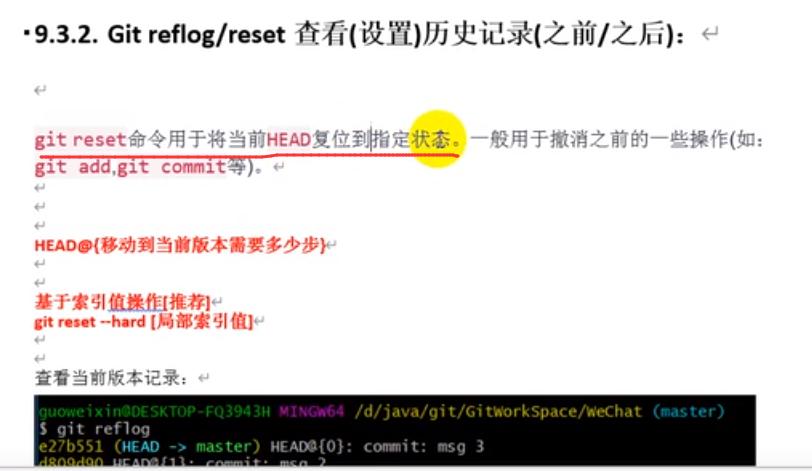 9.3.2. Git reflog/reset 查看(设置)历史记录(之前/之后)：
git reset命令用于将当前HEAD复位到指定状态。一般用于撤消之前的一些操作(如：
git add,git commit等)。
HEAD@{移动到当前版本需要多少步}
基于索引值操作[推荐]
git reset --hard [局部索引值]
查看当前版本记录：
guoweixin@DESKTOP-FQ3943H MINGW64 /d/java/git/GitWorkSpace/WeChat (master)
$ git reflog
e27b551 (HEAD -> master) HEAD@{0}: commit: msg 3
d809d90 HEAD@{1}: commit: msg 2